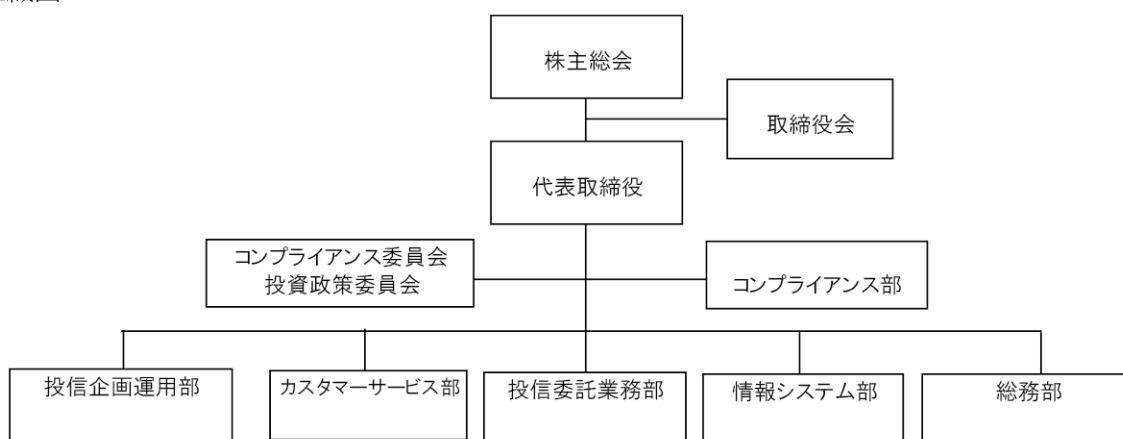 株主総会
取締役会
代表取締役
コンプライアンス委員会
投資政策委員会
コンプライアンス部
投信企画運用部
カスタマーサービス部
投信委託業務部
情報システム部
総務部